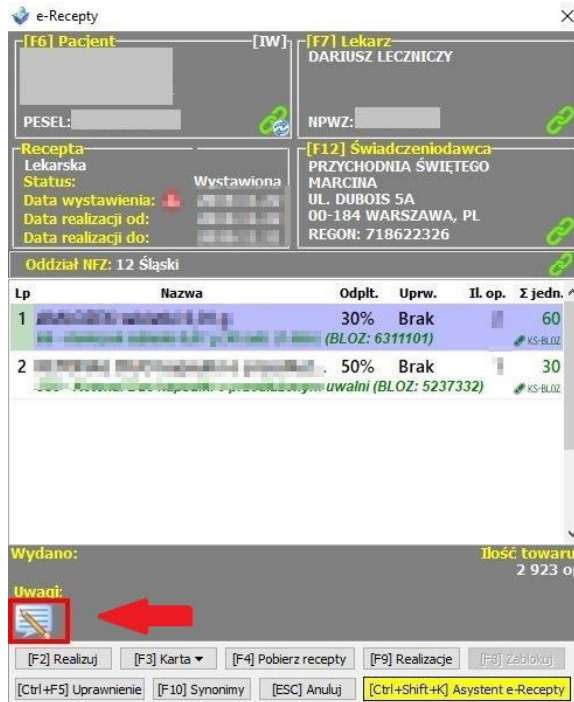 e-Recepty
[F6] Pacjent [IW]
PESEL:
[F7] Lekarz
DARIUSZ LECZNICZY
NPWZ:
Recepta
Lekarska
Status: Wystawiona
Data wystawienia:
Data realizacji od:
Data realizacji do:
[F12] Świadczeniodawca
PRZYCHODNIA ŚWIĘTEGO
MARCINA
UL. DUBOIS 5A
00-184 WARSZAWA, PL
REGON: 718622326
Oddział NFZ: 12 Śląski
Lp Nazwa Odpłt. Uprw. Il. op. Σ jedn.
1 30% Brak 60
(BLOZ: 6311101) KS-BLOZ
2 50% Brak 30
uwalni (BLOZ: 5237332) KS-BLOZ
Wydano: Ilość towaru
2 923 o
Uwagi:
[F2] Realizuj [F3] Karta ▼ [F4] Pobierz recepty [F9] Realizacje [F8] Zablokuj
[Ctrl+F5] Uprawnienie [F10] Synonimy [ESC] Anuluj [Ctrl+Shift+K] Asystent e-Recepty